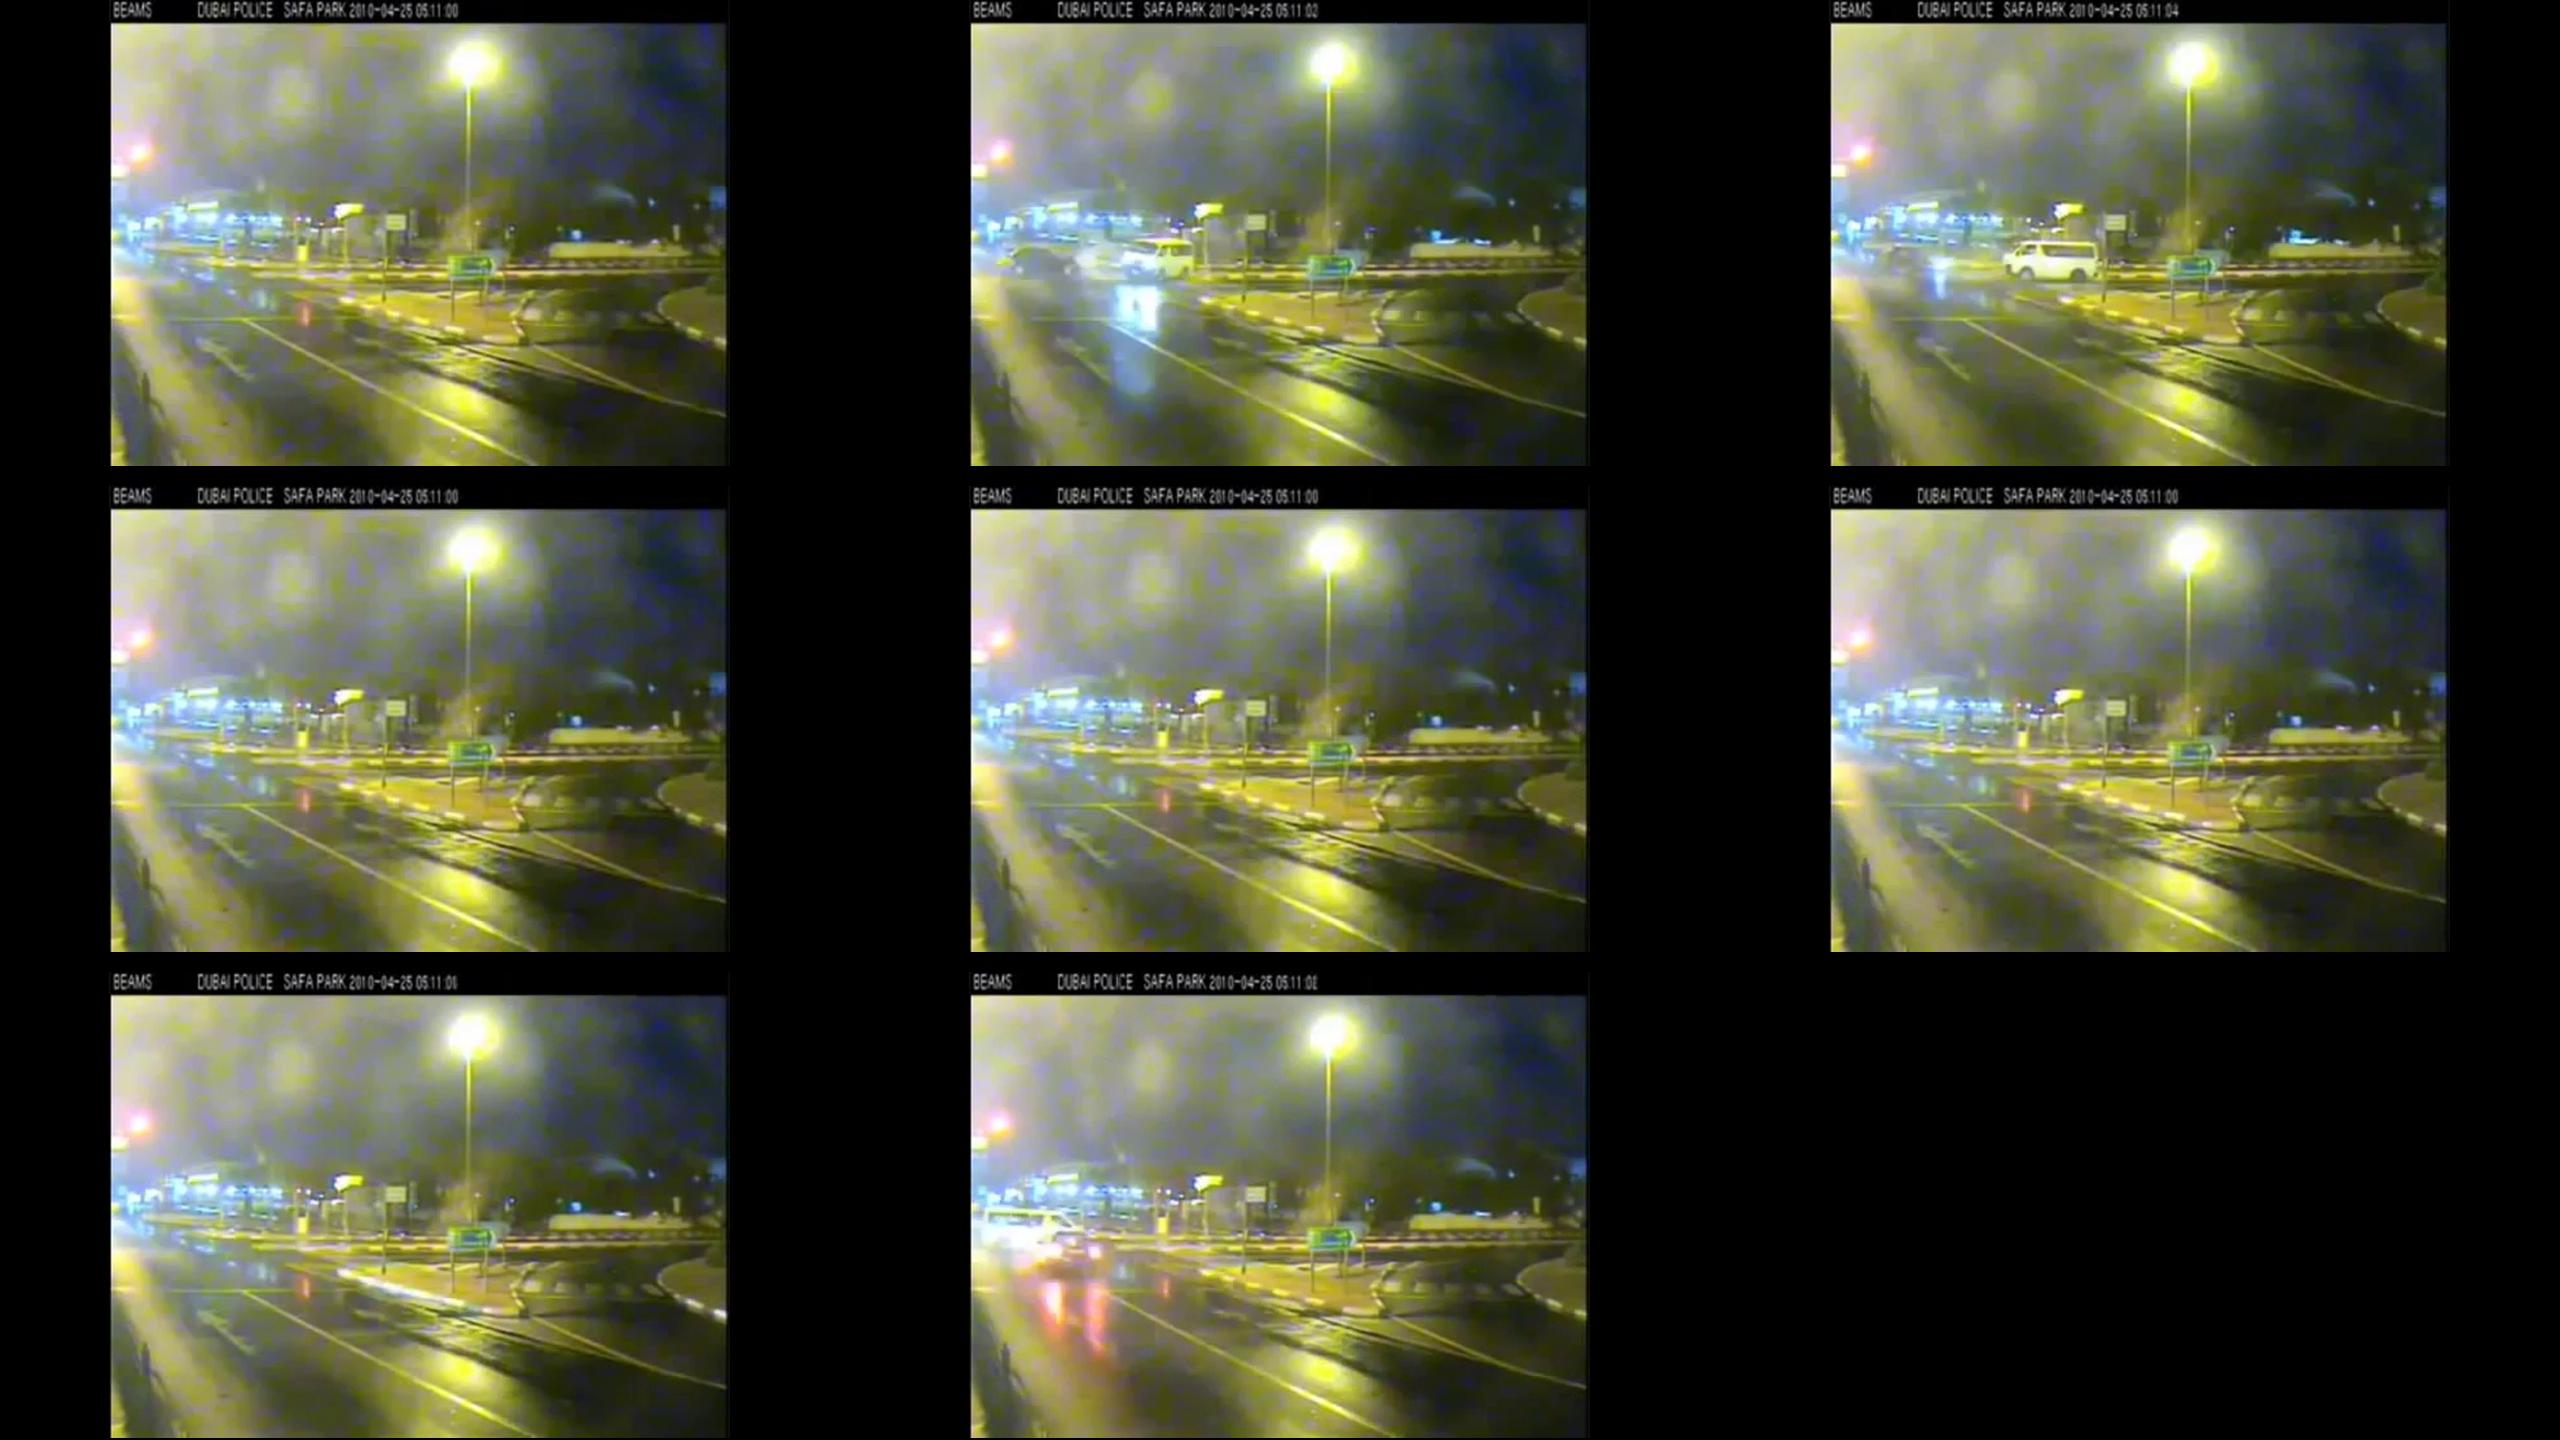 BEAMS DUBAI POLICE SAFA PARK 2010-04-25 05:11:00
BEAMS DUBAI POLICE SAFA PARK 2010-04-25 05:11:03
BEAMS DUBAI POLICE SAFA PARK 2010-04-25 05:11:04
BEAMS DUBAI POLICE SAFA PARK 2010-04-25 05:11:00
BEAMS DUBAI POLICE SAFA PARK 2010-04-25 05:11:00
BEAMS DUBAI POLICE SAFA PARK 2010-04-25 05:11:00
BEAMS DUBAI POLICE SAFA PARK 2010-04-25
BEAMS DUBAI POLICE SAFA PARK 2010-04-25 05:11:02